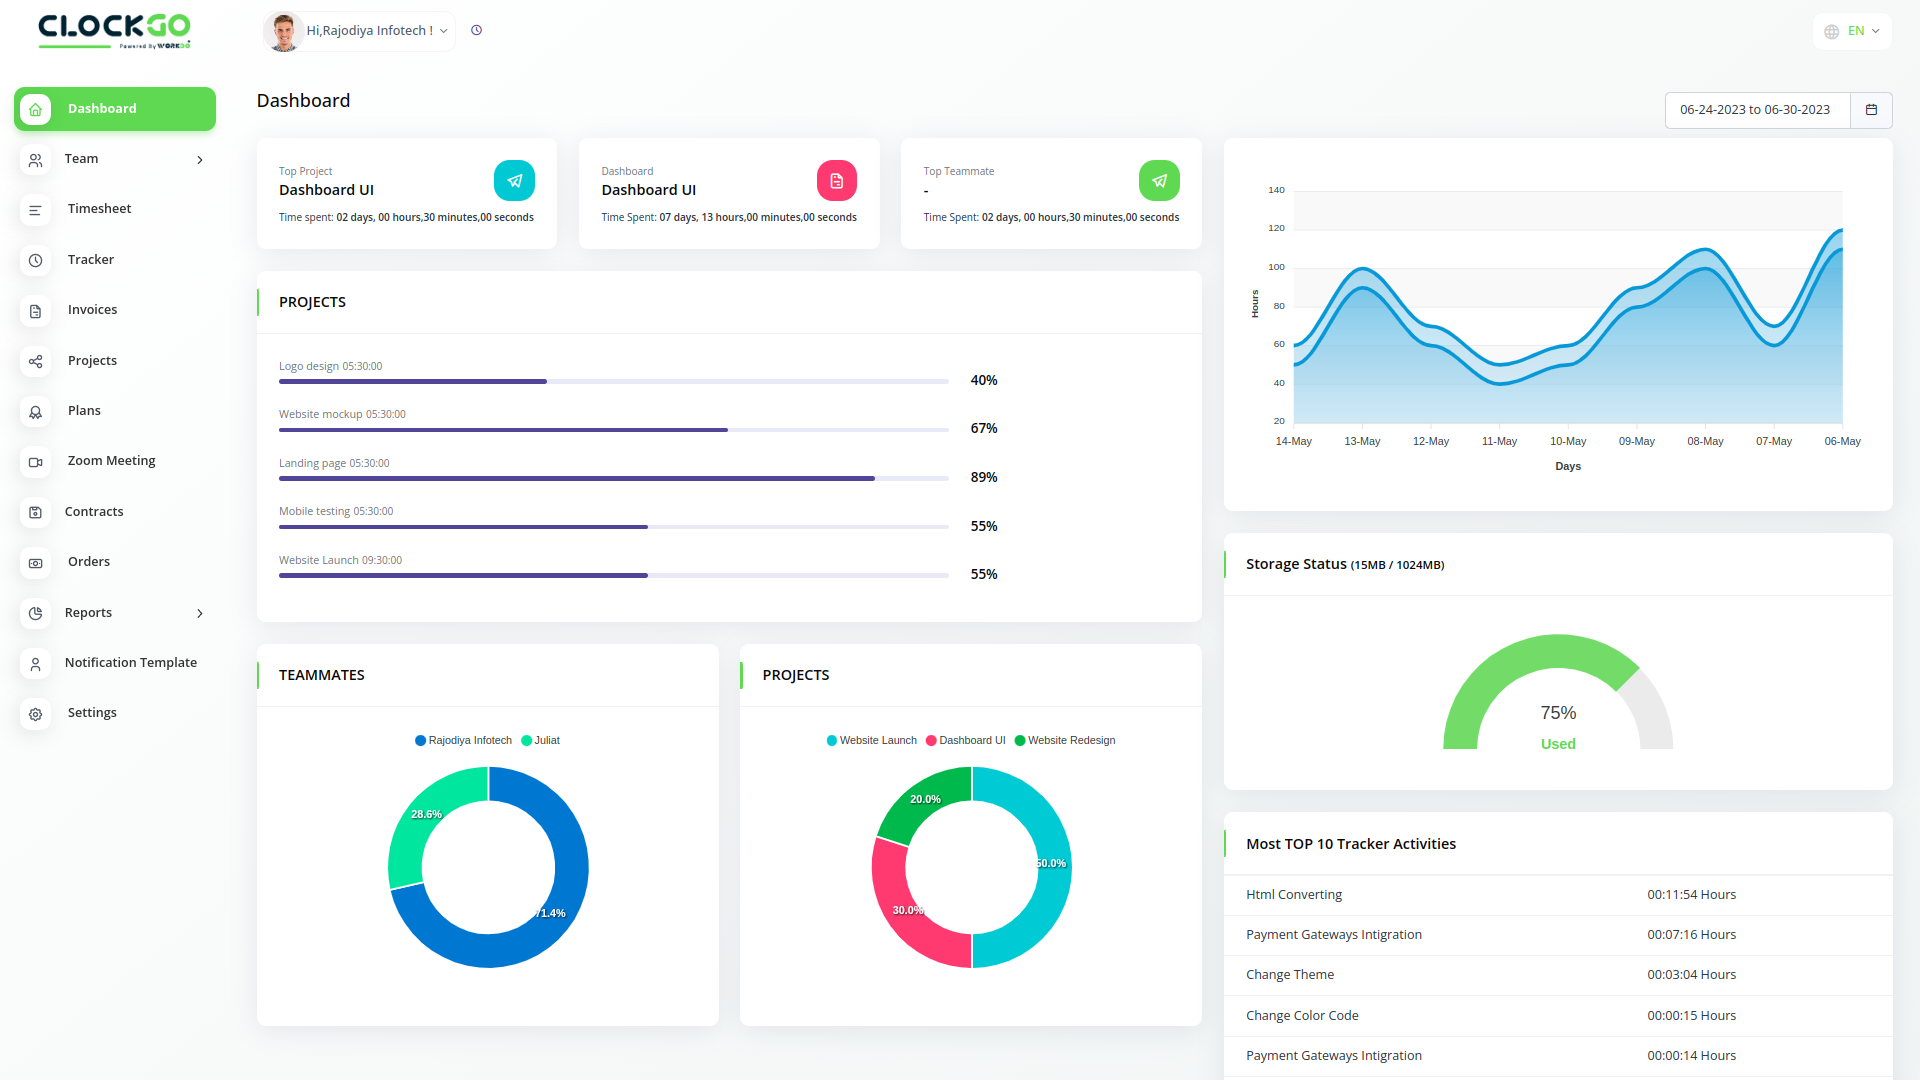 CLOCKGO
Powered By WORKGO
Hi,Rajodiya Infotech !
EN
Dashboard
Team
Timesheet
Tracker
Invoices
Projects
Plans
Zoom Meeting
Contracts
Orders
Reports
Notification Template
Settings
Dashboard
06-24-2023 to 06-30-2023
Top Project
Dashboard UI
Time spent: 02 days, 00 hours,30 minutes,00 seconds
Dashboard
Dashboard UI
Time Spent: 07 days, 13 hours,00 minutes,00 seconds
Top Teammate
-
Time Spent: 02 days, 00 hours,30 minutes,00 seconds
PROJECTS
Logo design 05:30:00
40%
Website mockup 05:30:00
67%
Landing page 05:30:00
89%
Mobile testing 05:30:00
55%
Website Launch 09:30:00
55%
TEAMMATES
Rajodiya Infotech Juliat
28.6%
71.4%
PROJECTS
Website Launch Dashboard UI Website Redesign
20.0%
50.0%
30.0%
140
120
100
80
60
40
20
Hours
14-May 13-May 12-May 11-May 10-May 09-May 08-May 07-May 06-May
Days
Storage Status (15MB / 1024MB)
75%
Used
Most TOP 10 Tracker Activities
Html Converting 00:11:54 Hours
Payment Gateways Intigration 00:07:16 Hours
Change Theme 00:03:04 Hours
Change Color Code 00:00:15 Hours
Payment Gateways Intigration 00:00:14 Hours